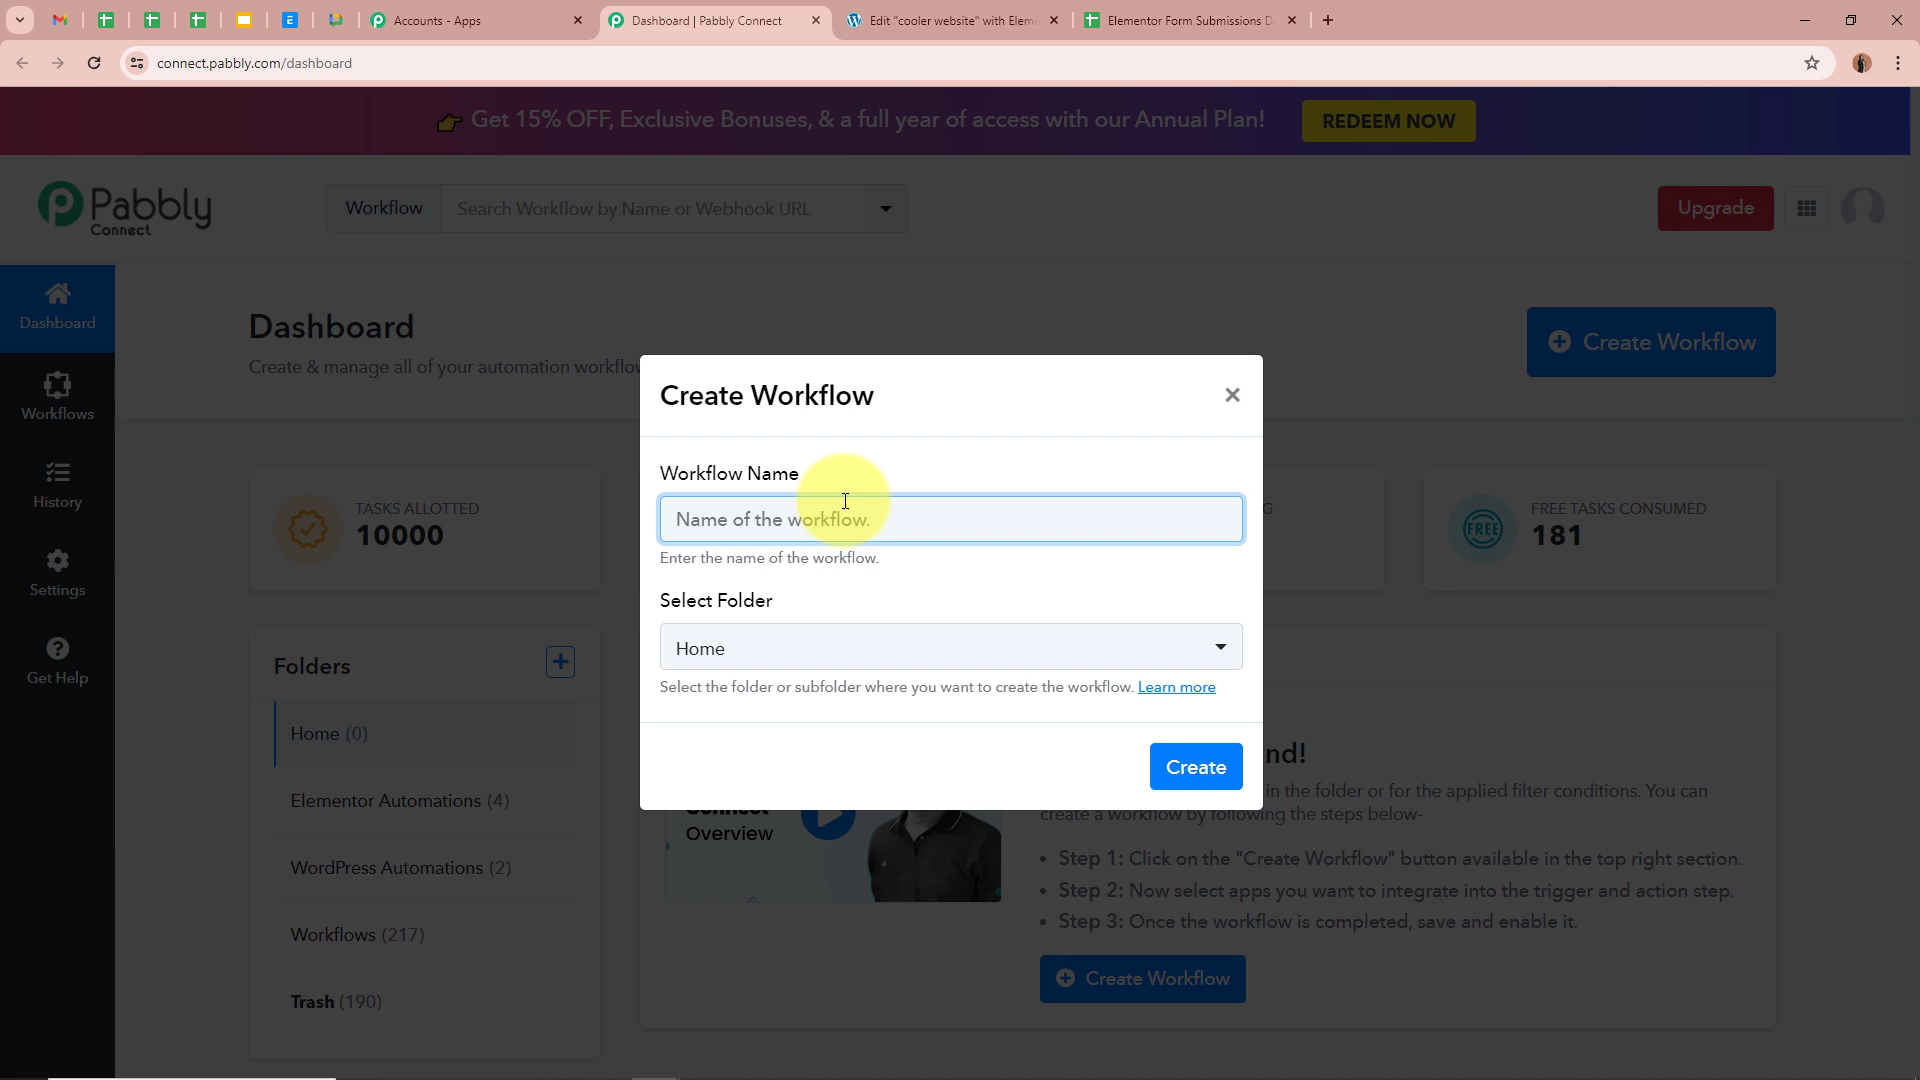 Accounts - Apps
Dashboard | Pabbly Connect
Edit "cooler website" with Elem
Elementor Form Submissions D
connect.pabbly.com/dashboard
Get 15% OFF, Exclusive Bonuses, & a full year of access with our Annual Plan!
REDEEM NOW
Pabbly
Connect
Workflow
Search Workflow by Name or Webhook URL
Upgrade
Dashboard
Workflows
History
Settings
Get Help
Dashboard
Create & manage all of your automation workflow
Create Workflow
TASKS ALLOTTED
10000
G
FREE
FREE TASKS CONSUMED
181
Folders
Home (0)
Elementor Automations (4)
WordPress Automations (2)
Workflows (217)
Trash (190)
Create Workflow
Workflow Name
Name of the workflow.
Enter the name of the workflow.
Select Folder
Home
Select the folder or subfolder where you want to create the workflow. Learn more
Create
Overview
nd!
in the folder or for the applied filter conditions. You can
create a workflow by following the steps below-
• Step 1: Click on the "Create Workflow" button available in the top right section.
• Step 2: Now select apps you want to integrate into the trigger and action step.
• Step 3: Once the workflow is completed, save and enable it.
Create Workflow